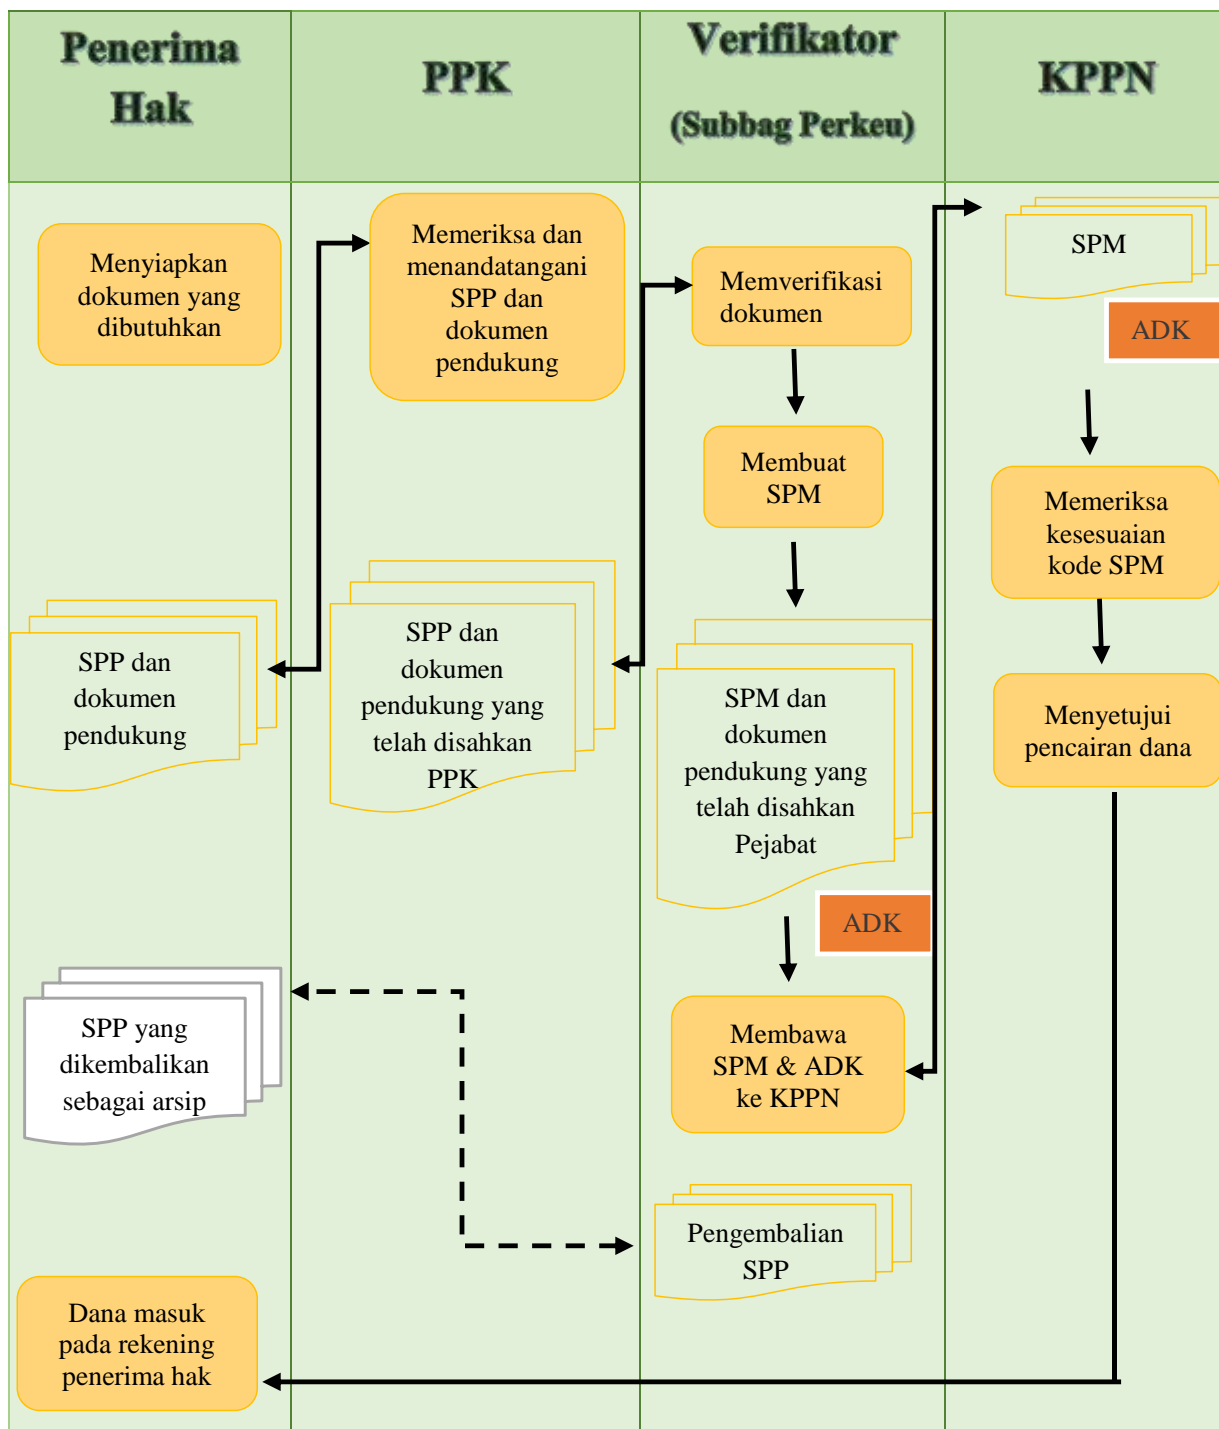 Penerima
Hak
PPK
Verifikator
(Subbag Perkeu)
KPPN
Menyiapkan
dokumen yang
dibutuhkan
SPP dan
dokumen
pendukung
SPP yang
dikembalikan
sebagai arsip
Dana masuk
pada rekening
penerima hak
Memeriksa dan
menandatangani
SPP dan
dokumen
pendukung
SPP dan
dokumen
pendukung yang
telah disahkan
PPK
Memverifikasi
dokumen
Membuat
SPM
SPM dan
dokumen
pendukung yang
telah disahkan
Pejabat
ADK
Membawa
SPM & ADK
ke KPPN
Pengembalian
SPP
SPM
ADK
Memeriksa
kesesuaian
kode SPM
Menyetujui
pencairan dana